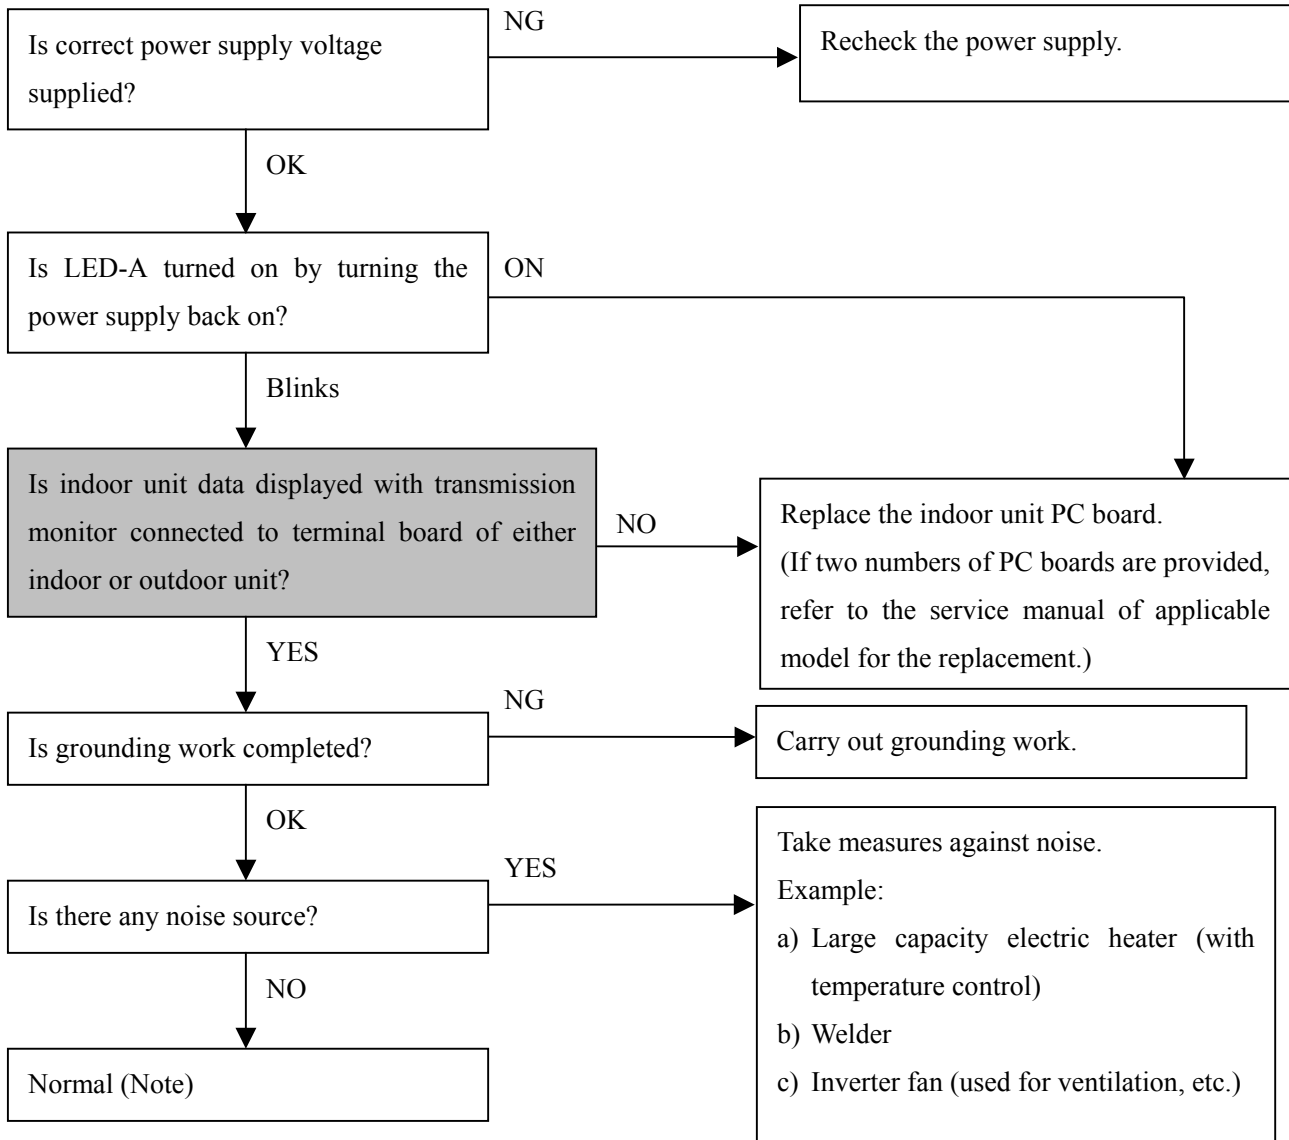 Is correct power supply voltage
supplied?
NG
Recheck the power supply.
OK
Is LED-A turned on by turning the
power supply back on?
ON
Blinks
Is indoor unit data displayed with transmission
monitor connected to terminal board of either
indoor or outdoor unit?
NO
Replace the indoor unit PC board.
(If two numbers of PC boards are provided,
refer to the service manual of applicable
model for the replacement.)
YES
Is grounding work completed?
NG
Carry out grounding work.
OK
Is there any noise source?
YES
Take measures against noise.
Example:
a) Large capacity electric heater (with
temperature control)
b) Welder
c) Inverter fan (used for ventilation, etc.)
NO
Normal (Note)